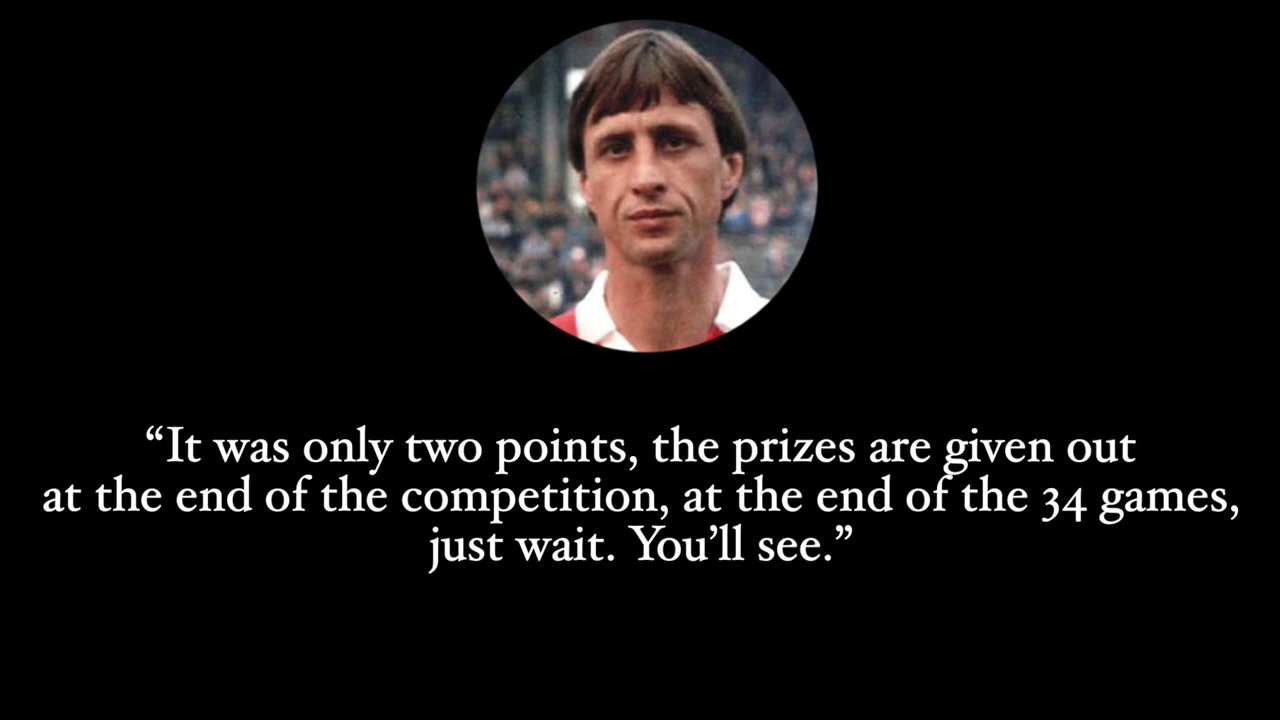 “It was only two points, the prizes are given out
at the end of the competition, at the end of the 34 games,
just wait. You’ll see.”